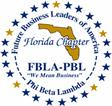 Future Business Leaders of America
Florida Chapter
FBLA-PBL
"We Mean Business"
Phi Beta Lambda